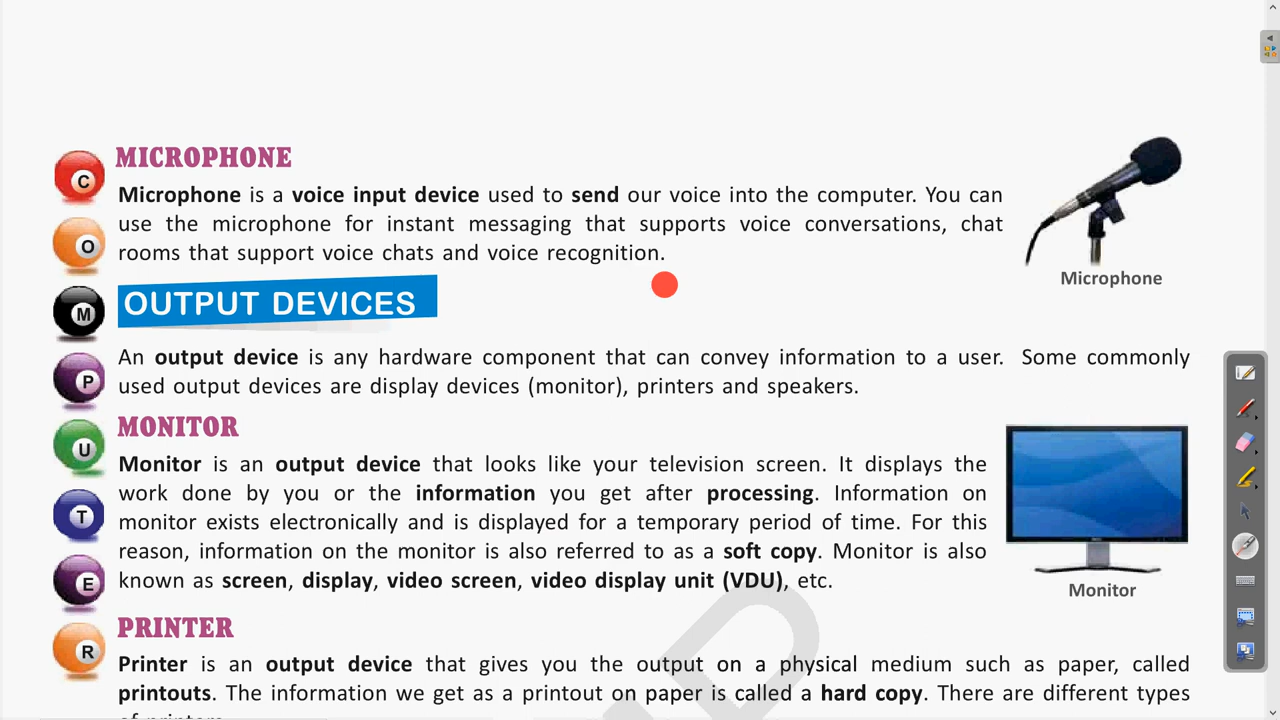 MICROPHONE
Microphone is a voice input device used to send our voice into the computer. You can
use the microphone for instant messaging that supports voice conversations, chat
rooms that support voice chats and voice recognition.
Microphone
OUTPUT DEVICES
An output device is any hardware component that can convey information to a user. Some commonly
used output devices are display devices (monitor), printers and speakers.
MONITOR
Monitor is an output device that looks like your television screen. It displays the
work done by you or the information you get after processing. Information on
monitor exists electronically and is displayed for a temporary period of time. For this
reason, information on the monitor is also referred to as a soft copy. Monitor is also
known as screen, display, video screen, video display unit (VDU), etc.
Monitor
PRINTER
Printer is an output device that gives you the output on a physical medium such as paper, called
printouts. The information we get as a printout on paper is called a hard copy. There are different types
of printers
C
O
M
P
U
T
E
R